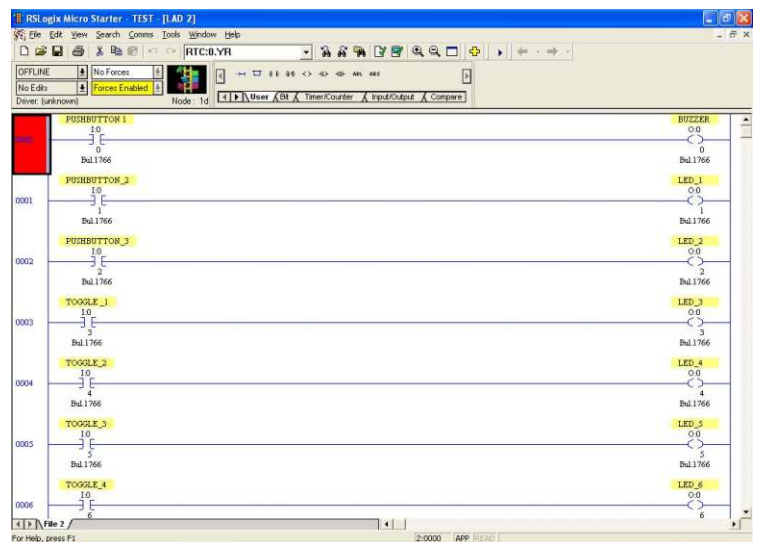 RSLogix Micro Starter - TEST - [LAD 2]
File Edit View Search Comms Tools Window Help
RTC:0.YR
OFFLINE No Forces
No Edits Forces Enabled
Driver: (unknown) Node: 1d
User Bit Timer/Counter Input/Output Compare
PUSHBUTTON 1 BUZZER
I:0 O:0
0000
0 0
Bul.1766 Bul.1766
PUSHBUTTON_2 LED_1
I:0 O:0
0001
1 1
Bul.1766 Bul.1766
PUSHBUTTON_3 LED_2
I:0 O:0
0002
2 2
Bul.1766 Bul.1766
TOGGLE_1 LED_3
I:0 O:0
0003
3 3
Bul.1766 Bul.1766
TOGGLE_2 LED_4
I:0 O:0
0004
4 4
Bul.1766 Bul.1766
TOGGLE_3 LED_5
I:0 O:0
0005
5 5
Bul.1766 Bul.1766
TOGGLE_4 LED_6
I:0 O:0
0006
6 6
File 2
For Help, press F1 2:0000 APP READ